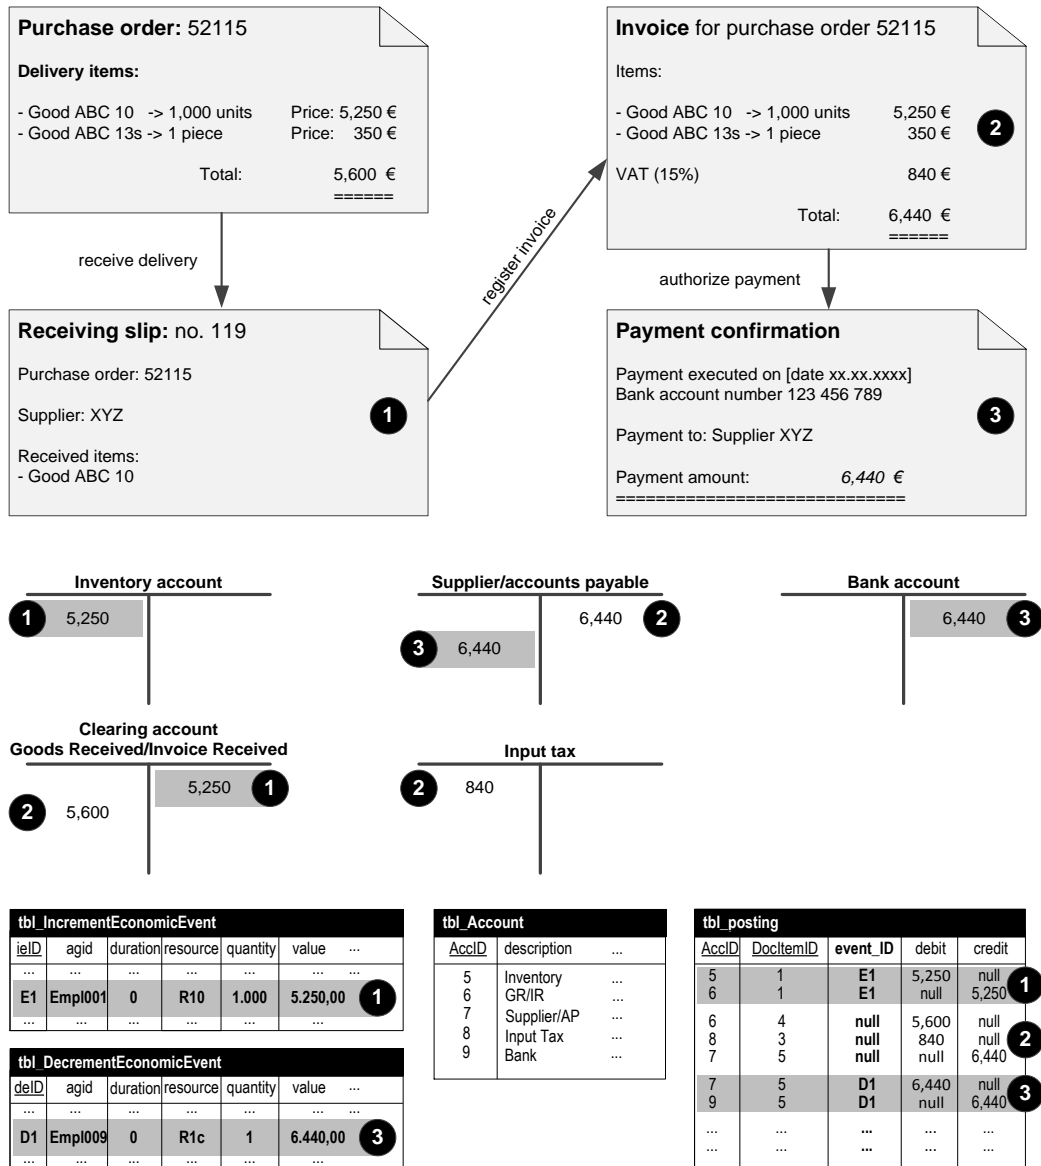 Purchase order: 52115
Delivery items:
- Good ABC 10 -> 1,000 units Price: 5,250 €
- Good ABC 13s -> 1 piece Price: 350 €
Total: 5,600 €
======
receive delivery
Receiving slip: no. 119
Purchase order: 52115
Supplier: XYZ
1
Received items:
- Good ABC 10
register invoice
Invoice for purchase order 52115
Items:
- Good ABC 10 -> 1,000 units 5,250 €
- Good ABC 13s -> 1 piece 350 €
2
VAT (15%) 840 €
Total: 6,440 €
======
authorize payment
Payment confirmation
Payment executed on [date xx.xx.xxxx]
Bank account number 123 456 789
3
Payment to: Supplier XYZ
Payment amount: 6,440 €
=============================
Inventory account
1 5,250
Supplier/accounts payable
6,440 2
3 6,440
Bank account
6,440 3
Clearing account
Goods Received/Invoice Received
5,250 1
2 5,600
Input tax
2 840
tbl_IncrementEconomicEvent
ieID agid duration resource quantity value ...
... ... ... ... ... ...
E1 Empl001 0 R10 1.000 5.250,00 1
... ... ... ... ... ...
tbl_DecrementEconomicEvent
deID agid duration resource quantity value ...
... ... ... ... ... ...
D1 Empl009 0 R1c 1 6.440,00 3
... ... ... ... ... ...
tbl_Account
AccID description ...
5 Inventory ...
6 GR/IR ...
7 Supplier/AP ...
8 Input Tax ...
9 Bank ...
tbl_posting
AccID DocItemID event_ID debit credit
5 1 E1 5,250 null
6 1 E1 null 5,250
1
6 4 null 5,600 null
8 3 null 840 null
7 5 null null 6,440
2
7 5 D1 6,440 null
9 5 D1 null 6,440
3
... ... ... ... ...
... ... ... ... ...